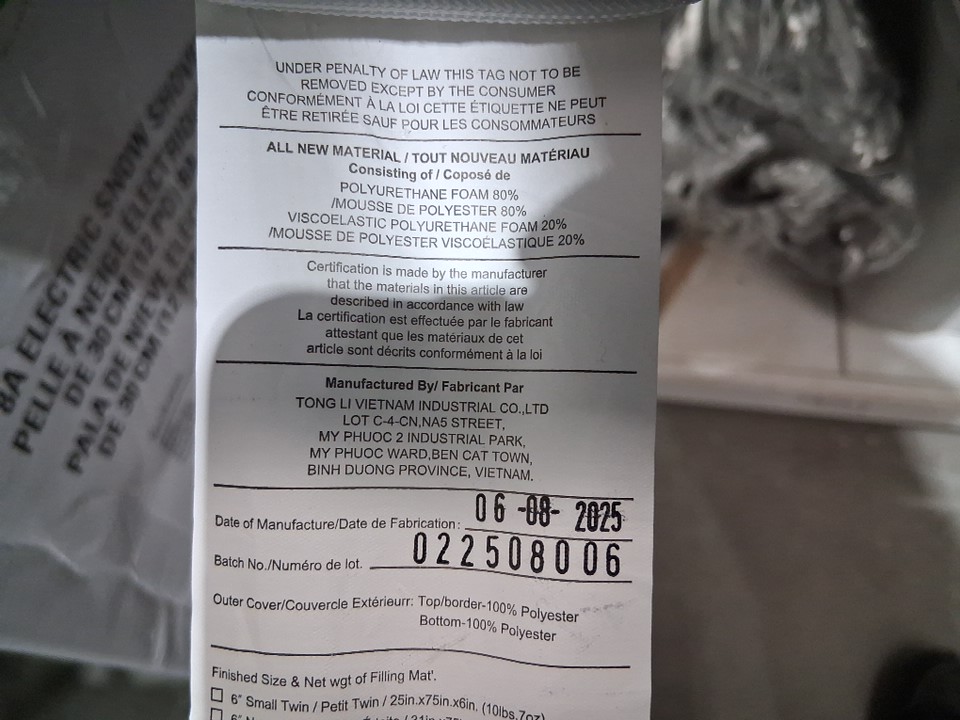 UNDER PENALTY OF LAW THIS TAG NOT TO BE
REMOVED EXCEPT BY THE CONSUMER
CONFORMÉMENT À LA LOI CETTE ÉTIQUETTE NE PEUT
ÊTRE RETIRÉE SAUF POUR LES CONSOMMATEURS
ALL NEW MATERIAL / TOUT NOUVEAU MATÉRIAU
Consisting of / Coposé de
POLYURETHANE FOAM 80%
/MOUSSE DE POLYESTER 80%
VISCOELASTIC POLYURETHANE FOAM 20%
/MOUSSE DE POLYESTER VISCOÉLASTIQUE 20%
Certification is made by the manufacturer
that the materials in this article are
described in accordance with law
La certification est effectuée par le fabricant
attestant que les matériaux de cet
article sont décrits conformément à la loi
Manufactured By/ Fabricant Par
TONG LI VIETNAM INDUSTRIAL CO.,LTD
LOT C-4-CN,NA5 STREET,
MY PHUOC 2 INDUSTRIAL PARK,
MY PHUOC WARD,BEN CAT TOWN,
BINH DUONG PROVINCE, VIETNAM.
Date of Manufacture/Date de Fabrication: 06-08-2025
Batch No./Numéro de lot. 022508006
Outer Cover/Couvercle Extérieurr: Top/border-100% Polyester
Bottom-100% Polyester
Finished Size & Net wgt of Filling Mat'.
6" Small Twin / Petit Twin / 25in.x75in.x6in. (10lbs.7oz)
8A ELECTRIC SNOW
PELLE À NEIGE
DE 30 CM
PALA DE NIEVE
DE 30 CM